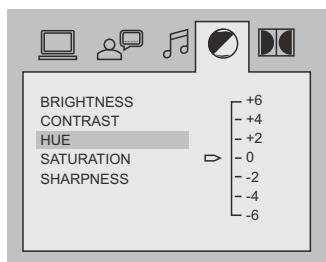 BRIGHTNESS
CONTRAST
HUE
SATURATION
SHARPNESS
+6
+4
+2
0
-2
-4
-6